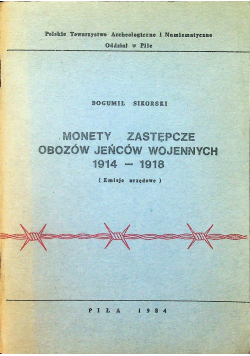 Polskie Towarzystwo Archeologiczne i Numizmatyczne
Oddział w Pile
BOGUMIŁ SIKORSKI
MONETY ZASTĘPCZE
OBOZÓW JEŃCÓW WOJENNYCH
1914 — 1918
( Emisje urzędowe )
PIŁA 1984